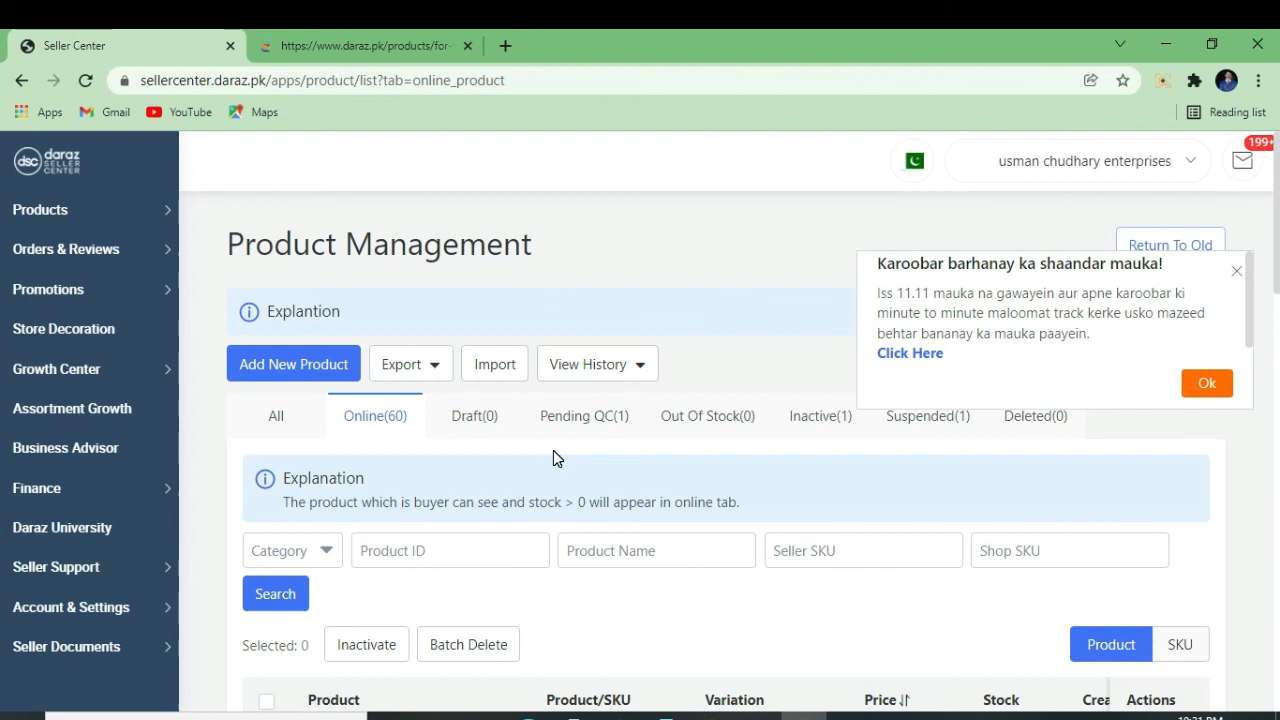 Seller Center
https://www.daraz.pk/products/for-
sellercenter.daraz.pk/apps/product/list?tab=online_product
Apps
Gmail
YouTube
Maps
Reading list
dsc daraz
SELLER
CENTER
usman chudhary enterprises
199+
Products
Orders & Reviews
Promotions
Store Decoration
Growth Center
Assortment Growth
Business Advisor
Finance
Daraz University
Seller Support
Account & Settings
Seller Documents
Product Management
Return To Old
Karoobar barhanay ka shaandar mauka!
Iss 11.11 mauka na gawayein aur apne karoobar ki
minute to minute maloomat track kerke usko mazeed
behtar bananay ka mauka paayein.
Click Here
Ok
Explantion
Add New Product
Export
Import
View History
All
Online(60)
Draft(0)
Pending QC(1)
Out Of Stock(0)
Inactive(1)
Suspended(1)
Deleted(0)
Explanation
The product which is buyer can see and stock > 0 will appear in online tab.
Category
Product ID
Product Name
Seller SKU
Shop SKU
Search
Selected: 0
Inactivate
Batch Delete
Product
SKU
Product
Product/SKU
Variation
Price
Stock
Crea
Actions